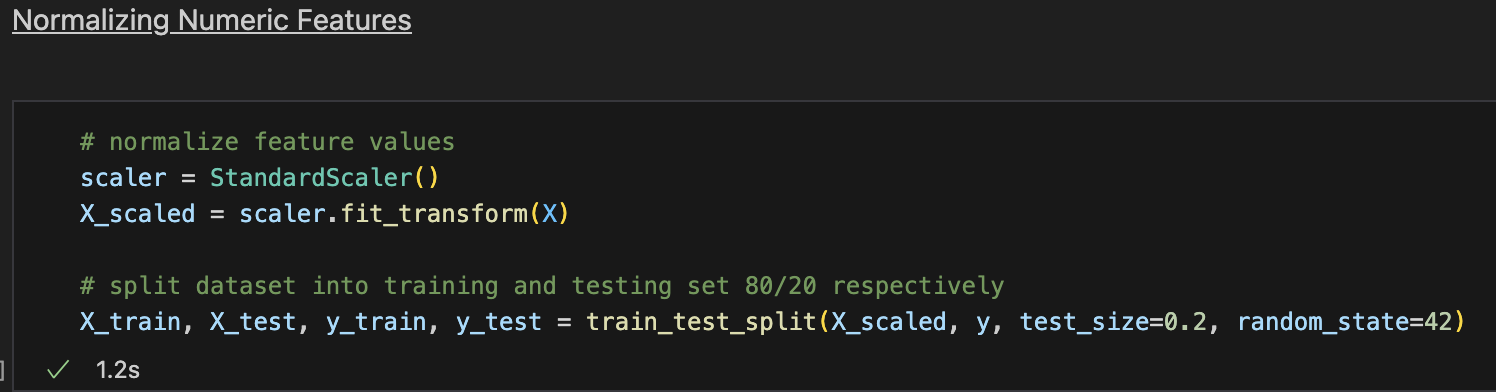 Normalizing Numeric Features
# normalize feature values
scaler = StandardScaler()
X_scaled = scaler.fit_transform(X)
# split dataset into training and testing set 80/20 respectively
X_train, X_test, y_train, y_test = train_test_split(X_scaled, y, test_size=0.2, random_state=42)
] ✓ 1.2s